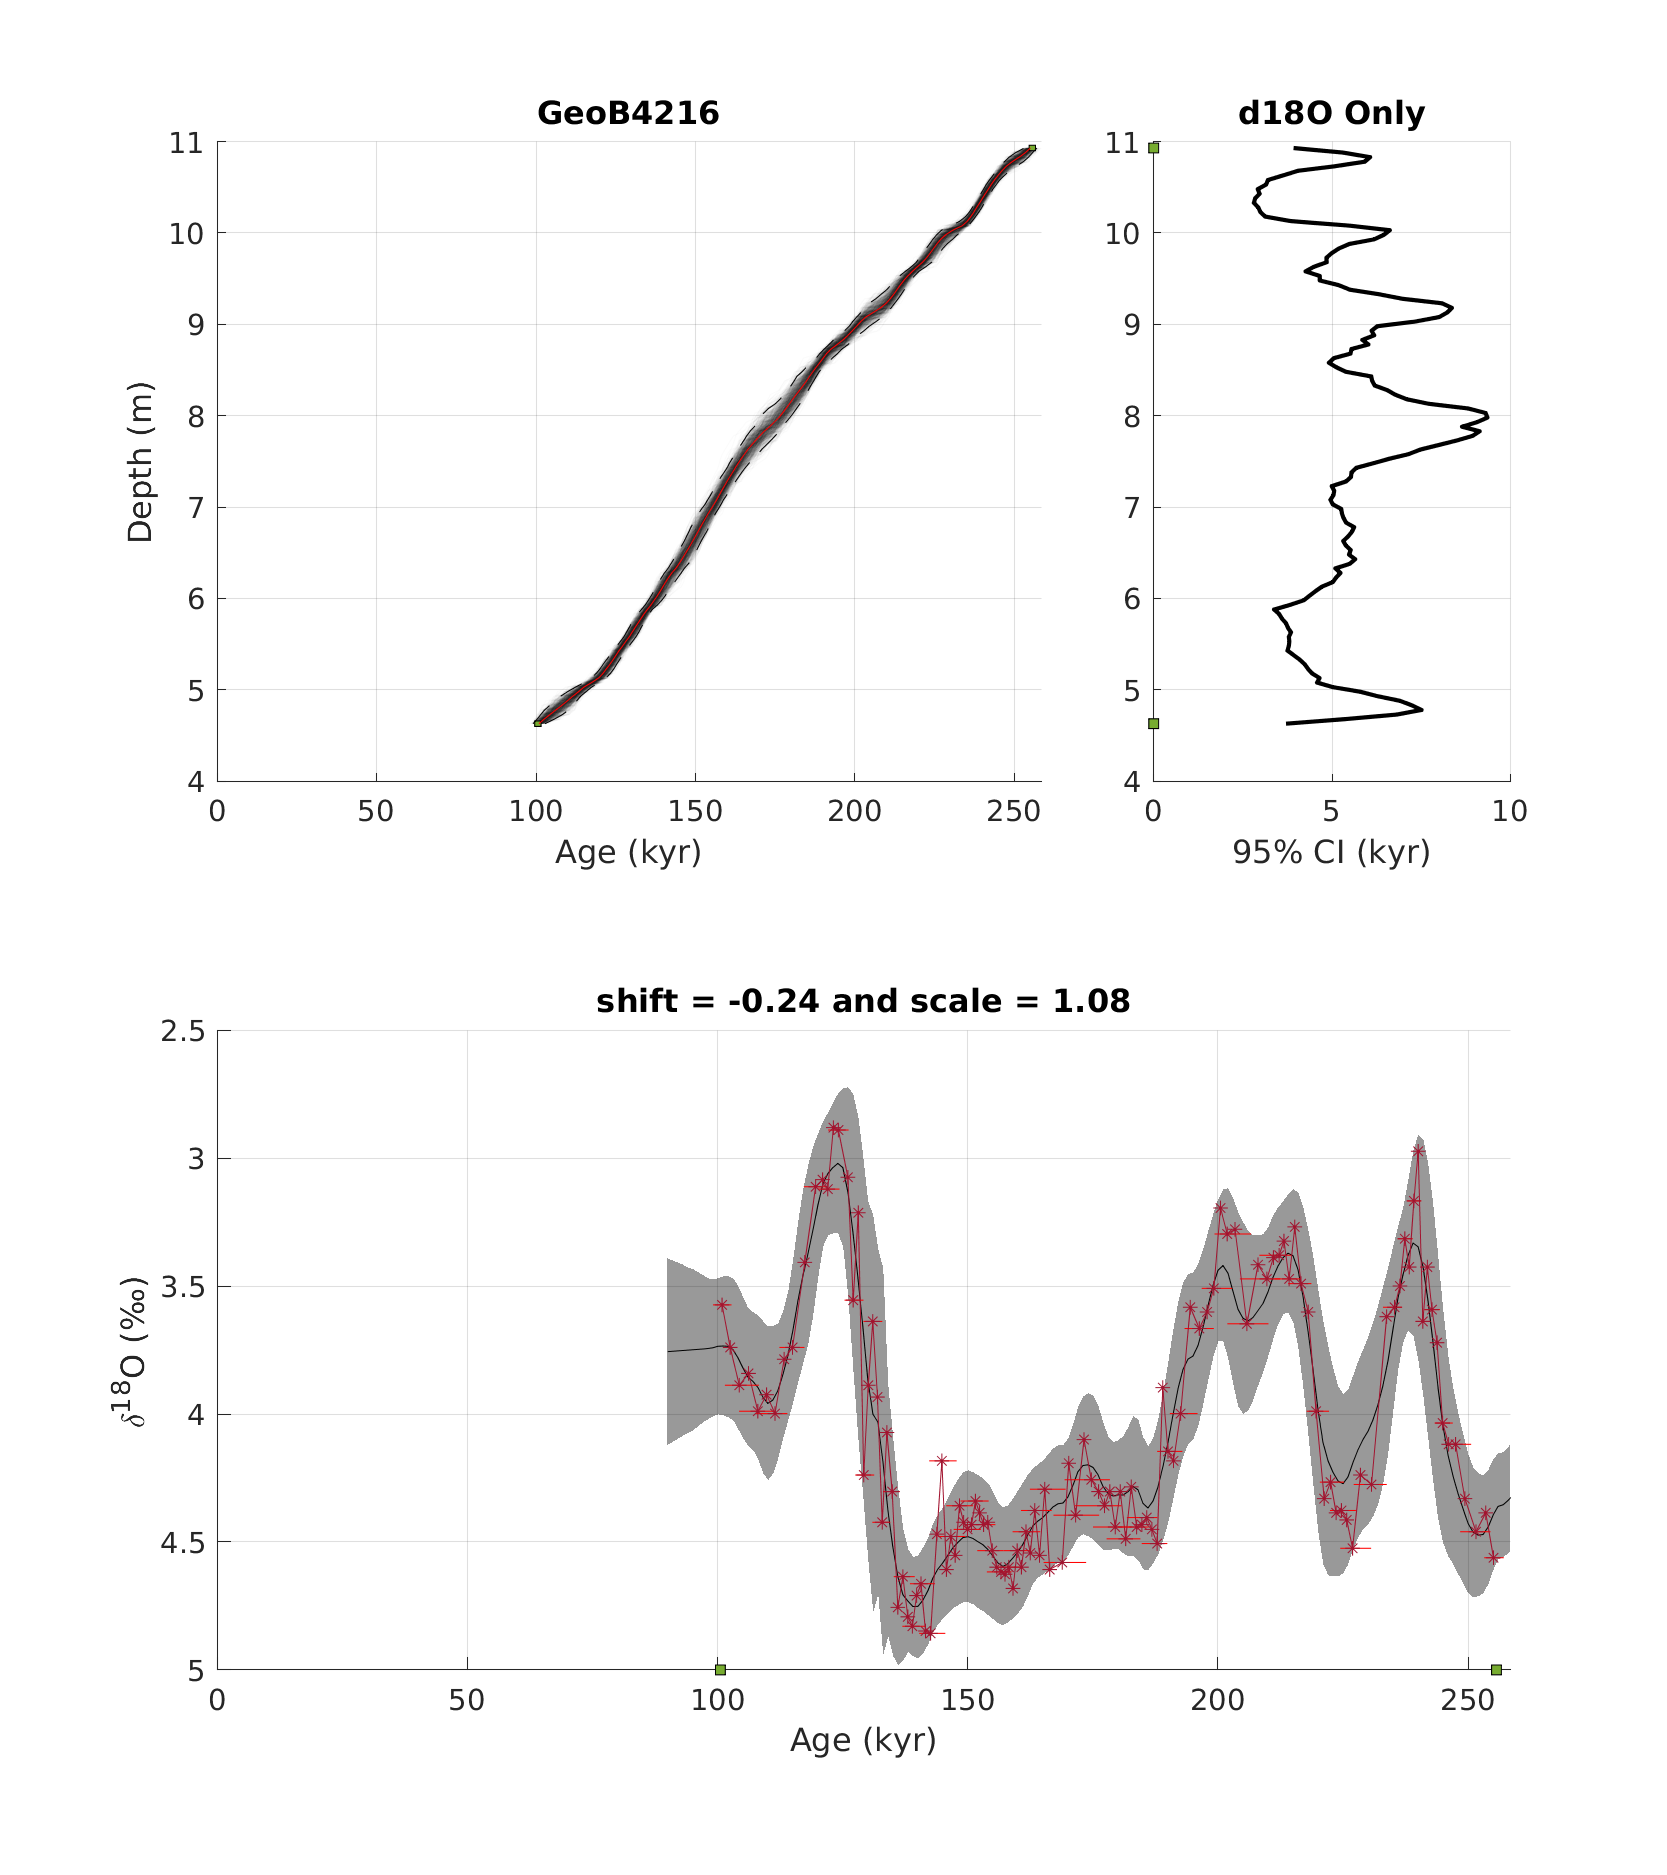 GeoB4216
11
10
9
8
7
6
5
4
Depth (m)
0 50 100 150 200 250
Age (kyr)
d18O Only
11
10
9
8
7
6
5
4
0 5 10
95% CI (kyr)
shift = -0.24 and scale = 1.08
2.5
3
3.5
4
4.5
5
δ18O (‰)
0 50 100 150 200 250
Age (kyr)